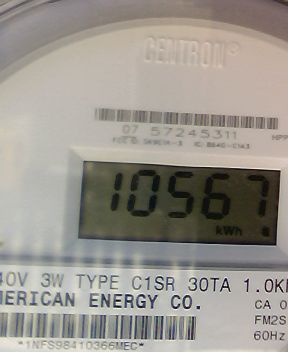 CENTRON®
07 57245311
10567
kWh
40V 3W TYPE C1SR 30TA 1.0K
MERICAN ENERGY CO.
CA 0
FM2S
60Hz
*1NFS98410366MEC*